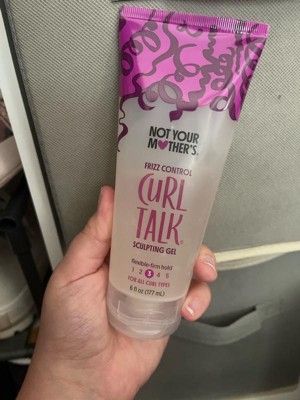 NOT YOUR
MOTHER'S.
FRIZZ CONTROL
CURL
TALK®
SCULPTING GEL
flexible-firm hold
1 2 3 4 5
FOR ALL CURL TYPES
6 fl oz (177 mL)